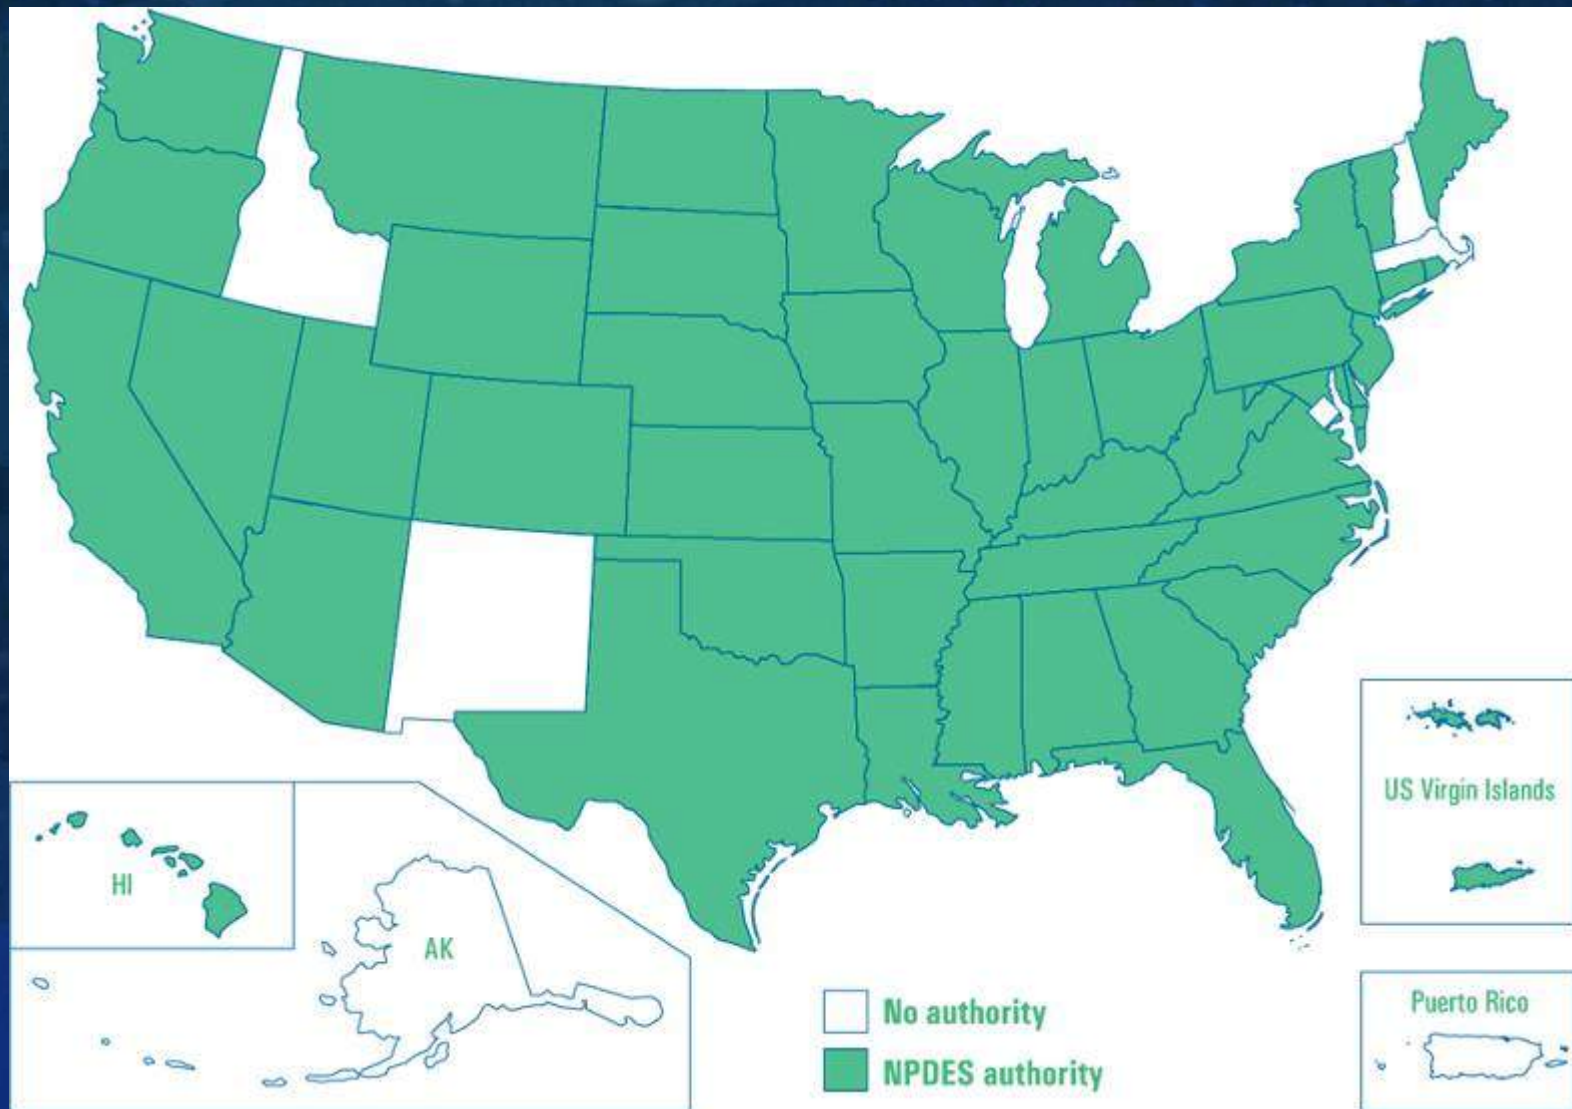 US Virgin Islands
HI
AK
No authority
NPDES authority
Puerto Rico